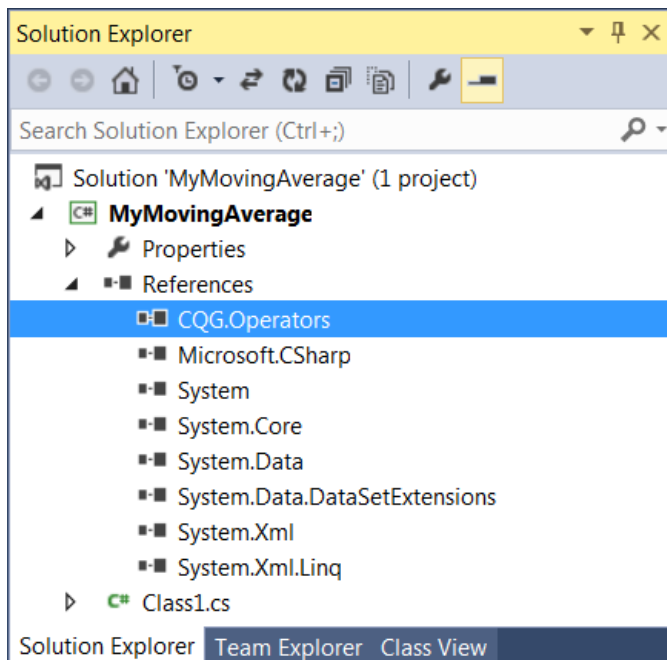 Solution Explorer
Search Solution Explorer (Ctrl+;)
Solution 'MyMovingAverage' (1 project)
C# MyMovingAverage
Properties
References
CQG.Operators
Microsoft.CSharp
System
System.Core
System.Data
System.Data.DataSetExtensions
System.Xml
System.Xml.Linq
C# Class1.cs
Solution Explorer Team Explorer Class View